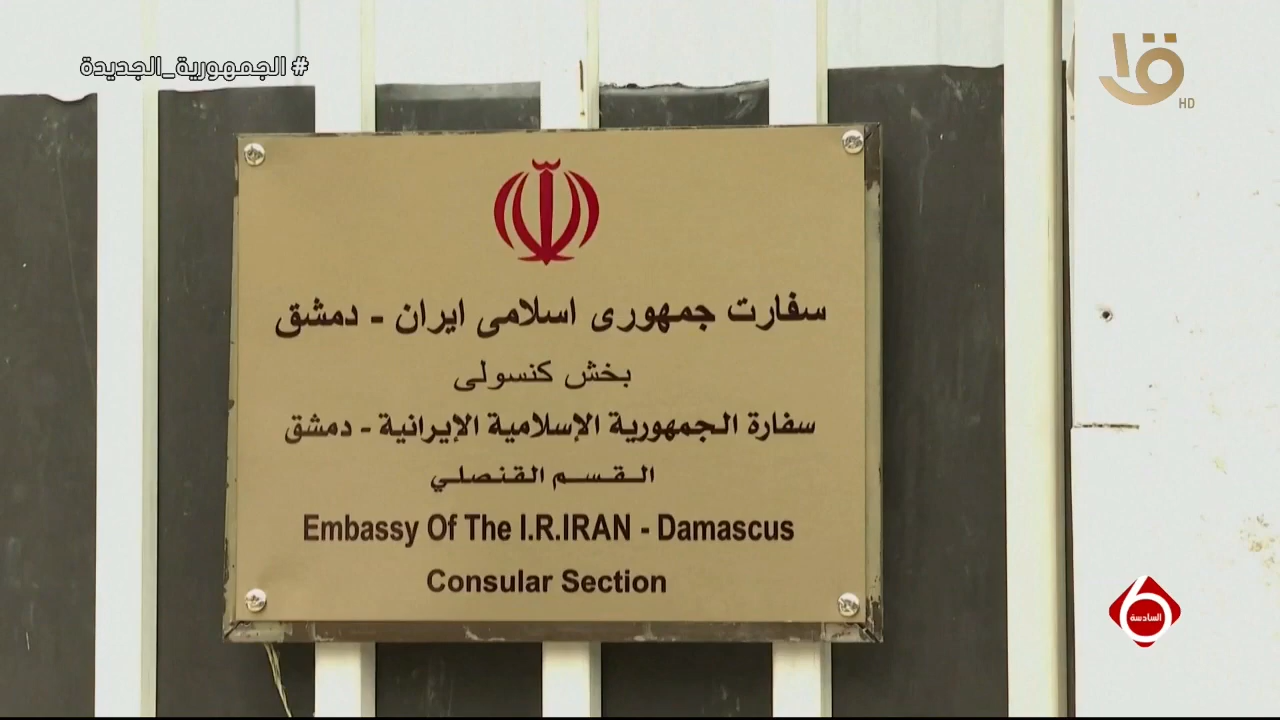 # الجمهورية_الجديدة
HD
سفارت جمهوری اسلامی ایران - دمشق
بخش کنسولی
سفارة الجمهورية الإسلامية الإيرانية - دمشق
القـسـم القنصلي
Embassy Of The I.R.IRAN - Damascus
Consular Section
السادسة